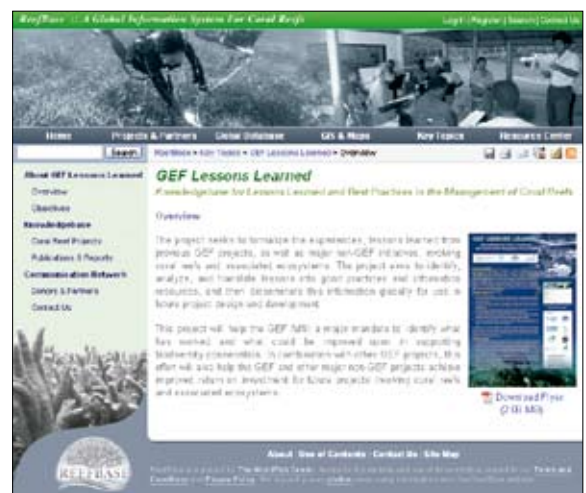 ReefBase :: A Global Information System For Coral Reefs
Login | Register | Search | Contact Us
Home Projects & Partners Global Database GIS & Maps Key Topics Resource Center
Search
ReefBase • Key Topics • GEF Lessons Learned • Overview
About GEF Lessons Learned
Overview
Objectives
Knowledgebase
Coral Reef Projects
Publications & Reports
Communication Network
Donors & Partners
Contact Us
GEF Lessons Learned
Knowledgebase for Lessons Learned and Best Practices in the Management of Coral Reefs
Overview
The project seeks to formalize the experiences, lessons learned from
previous GEF projects, as well as major non-GEF initiatives, involving
coral reefs and associated ecosystems. The project aims to identify,
analyze, and translate lessons into good practices and information
resources, and then disseminate this information globally for use in
future project design and development.
This project will help the GEF fulfill a major mandate to identify what
has worked and what could be improved upon in supporting
biodiversity conservation. In combination with other GEF projects, this
effort will also help the GEF and other major non-GEF projects achieve
improved return on investment for future projects involving coral reefs
and associated ecosystems.
Download Flyer
REEFBASE
About Use of Contents Contact Us Site Map